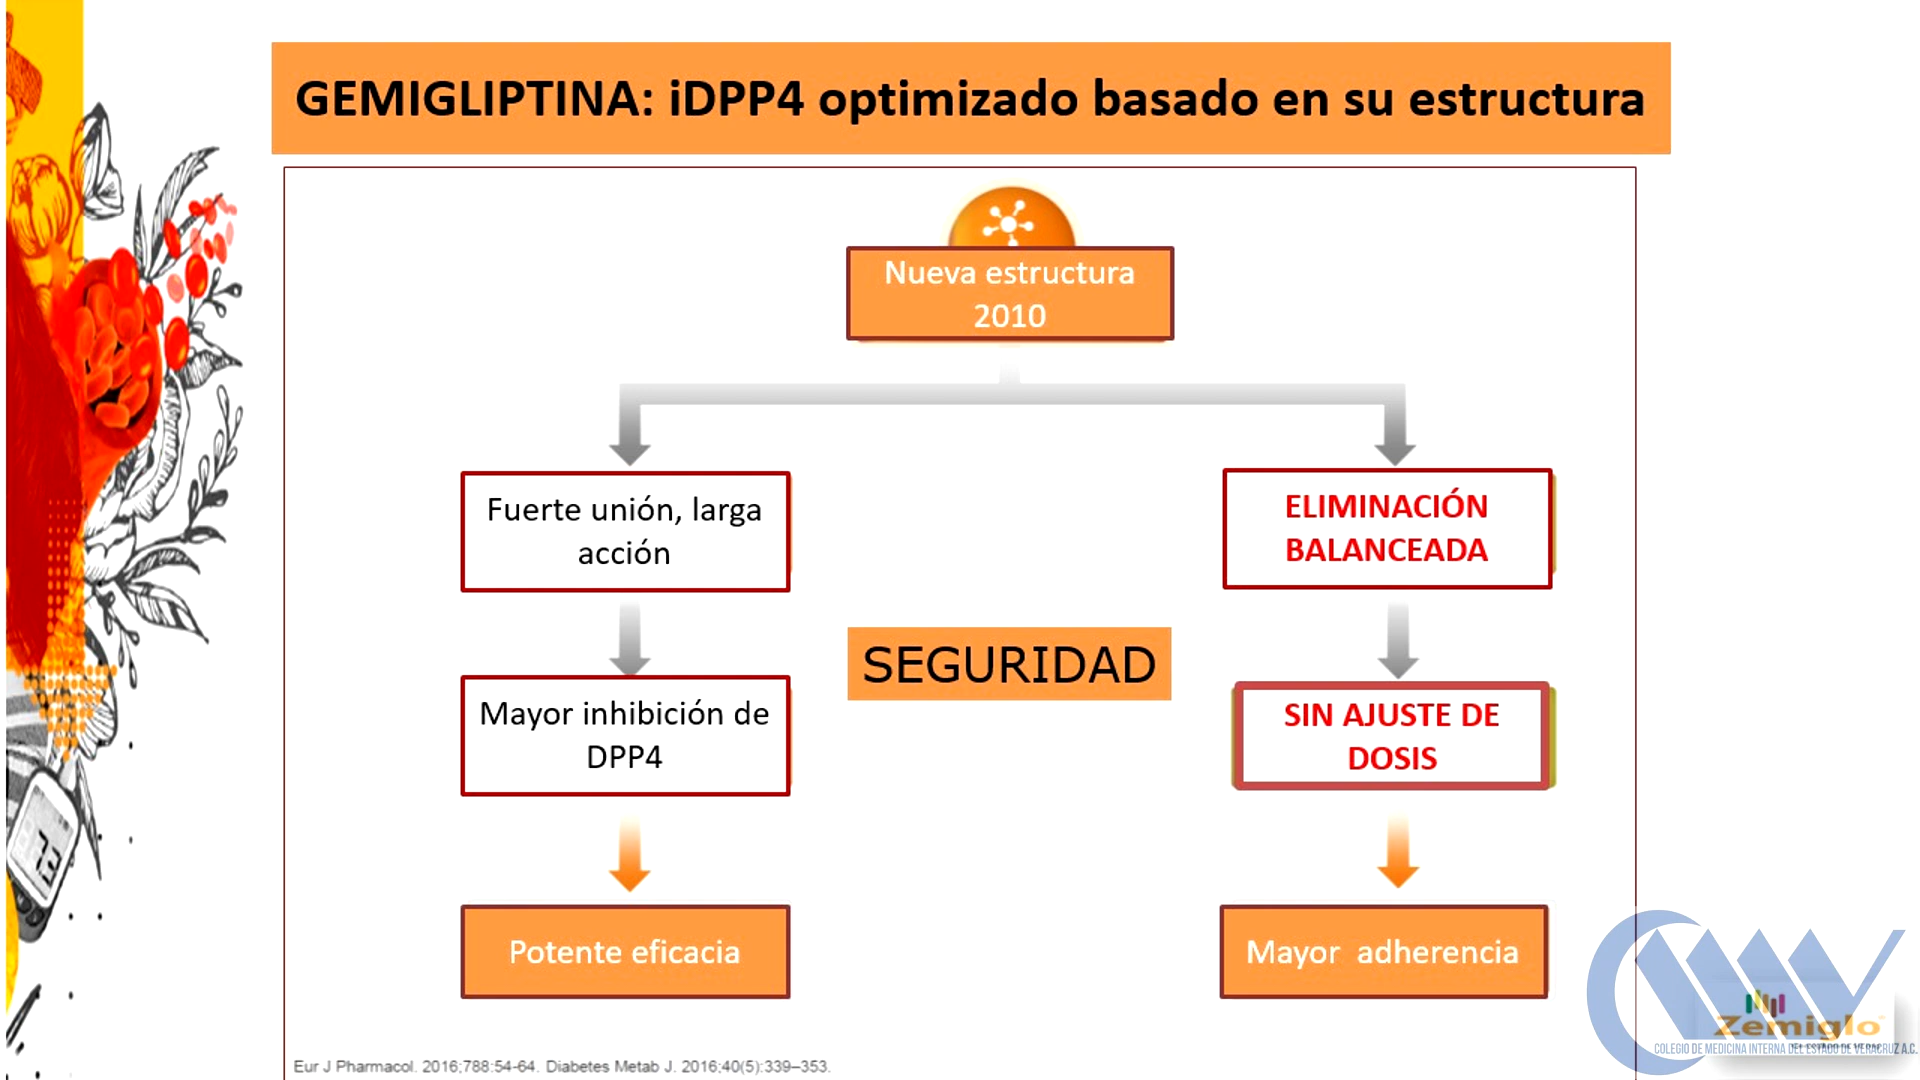 GEMIGLIPTINA: iDPP4 optimizado basado en su estructura
Nueva estructura
2010
Fuerte unión, larga
acción
ELIMINACIÓN
BALANCEADA
SEGURIDAD
Mayor inhibición de
DPP4
SIN AJUSTE DE
DOSIS
Potente eficacia
Mayor adherencia
Zemiglo
COLEGIO DE MEDICINA INTERNA DEL ESTADO DE VERACRUZ A.C.
Eur J Pharmacol. 2016;788:54-64. Diabetes Metab J. 2016;40(5):339–353.